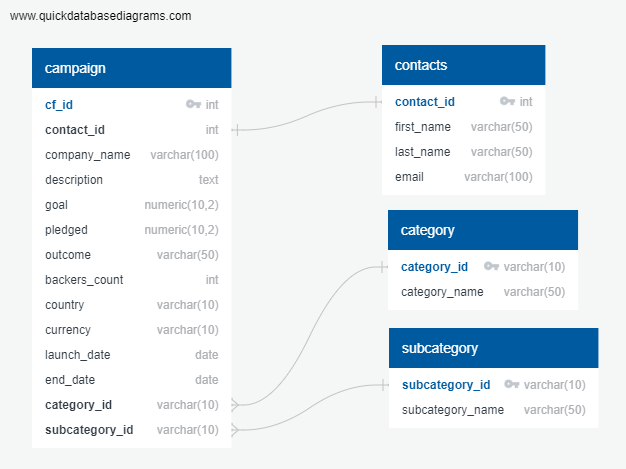 www.quickdatabasediagrams.com
campaign
cf_id int
contact_id int
company_name varchar(100)
description text
goal numeric(10,2)
pledged numeric(10,2)
outcome varchar(50)
backers_count int
country varchar(10)
currency varchar(10)
launch_date date
end_date date
category_id varchar(10)
subcategory_id varchar(10)
contacts
contact_id int
first_name varchar(50)
last_name varchar(50)
email varchar(100)
category
category_id varchar(10)
category_name varchar(50)
subcategory
subcategory_id varchar(10)
subcategory_name varchar(50)